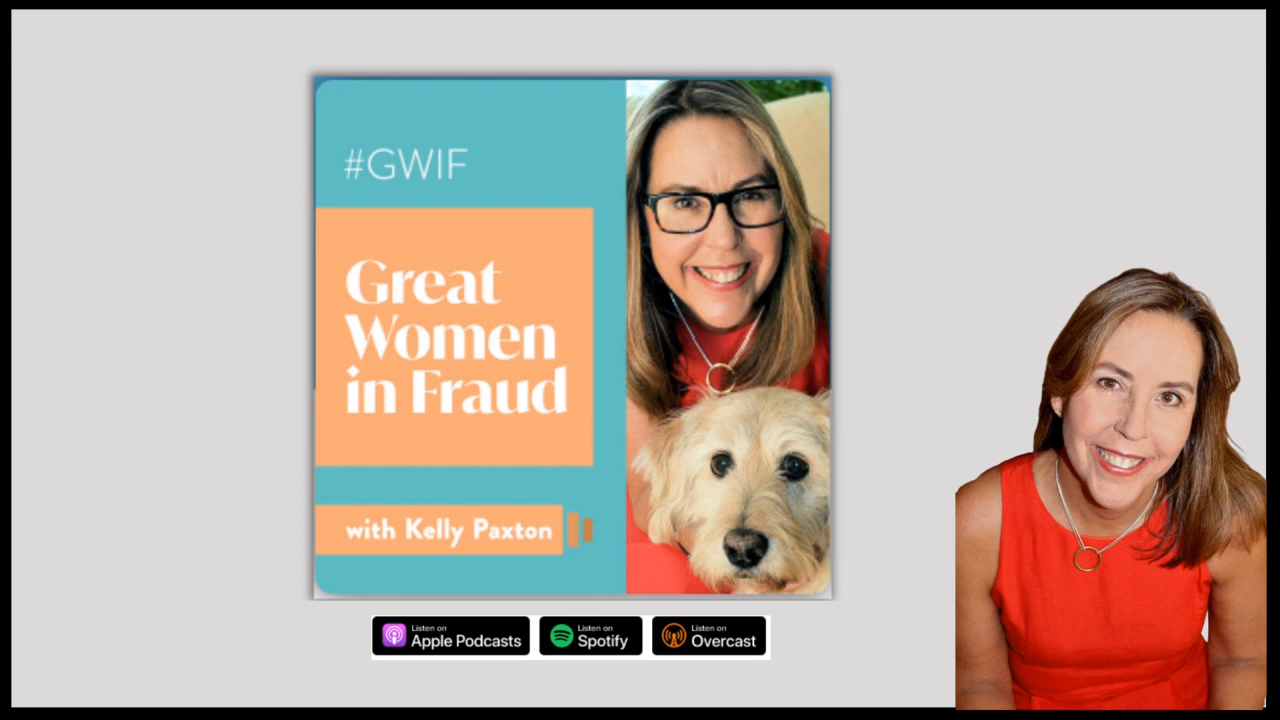 #GWIF
Great
Women
in Fraud
with Kelly Paxton
Listen on
Apple Podcasts
Listen on
Spotify
Listen on
Overcast